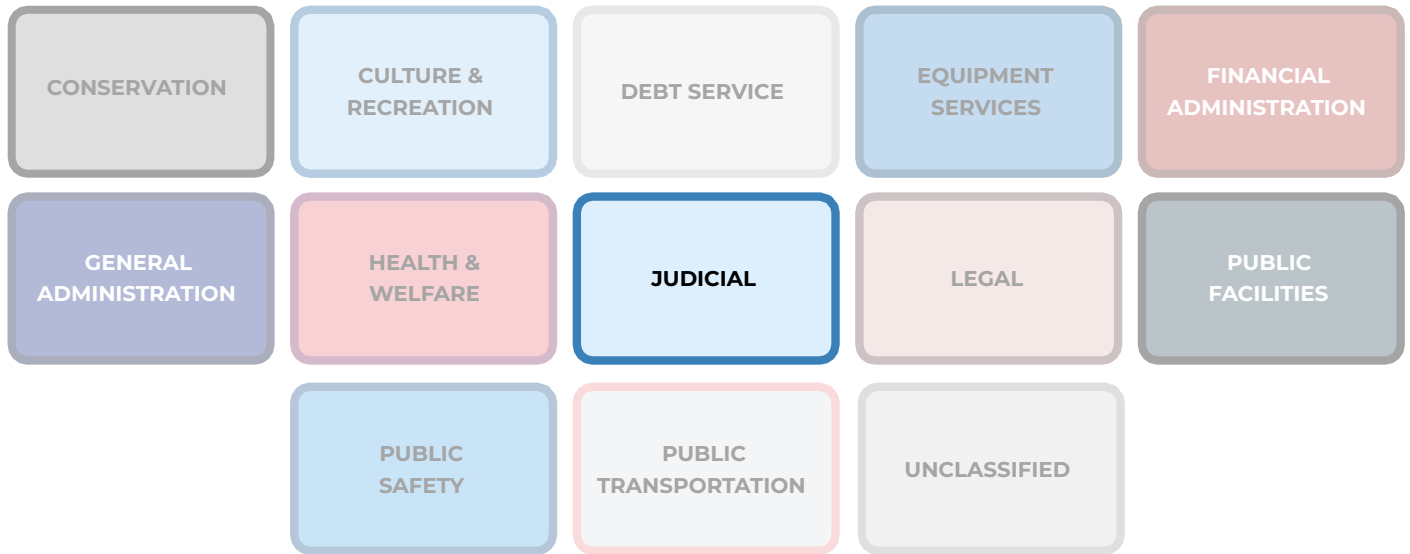 CONSERVATION
CULTURE &
RECREATION
DEBT SERVICE
EQUIPMENT
SERVICES
FINANCIAL
ADMINISTRATION
GENERAL
ADMINISTRATION
HEALTH &
WELFARE
JUDICIAL
LEGAL
PUBLIC
FACILITIES
PUBLIC
SAFETY
PUBLIC
TRANSPORTATION
UNCLASSIFIED